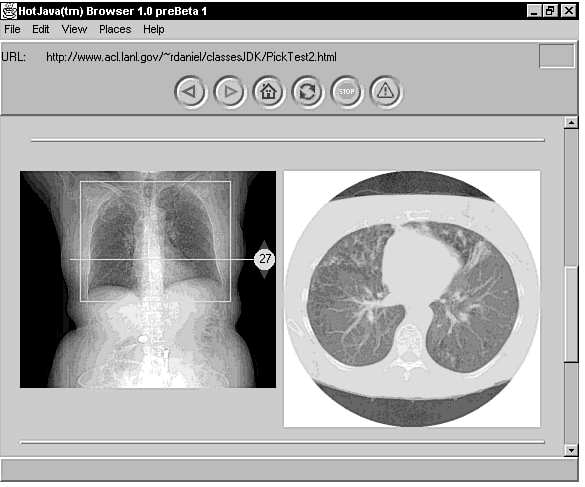 HotJava(tm) Browser 1.0 preBeta 1
File Edit View Places Help
URL: http://www.acl.lanl.gov/~rdaniel/classesJDK/PickTest2.html
STOP
27